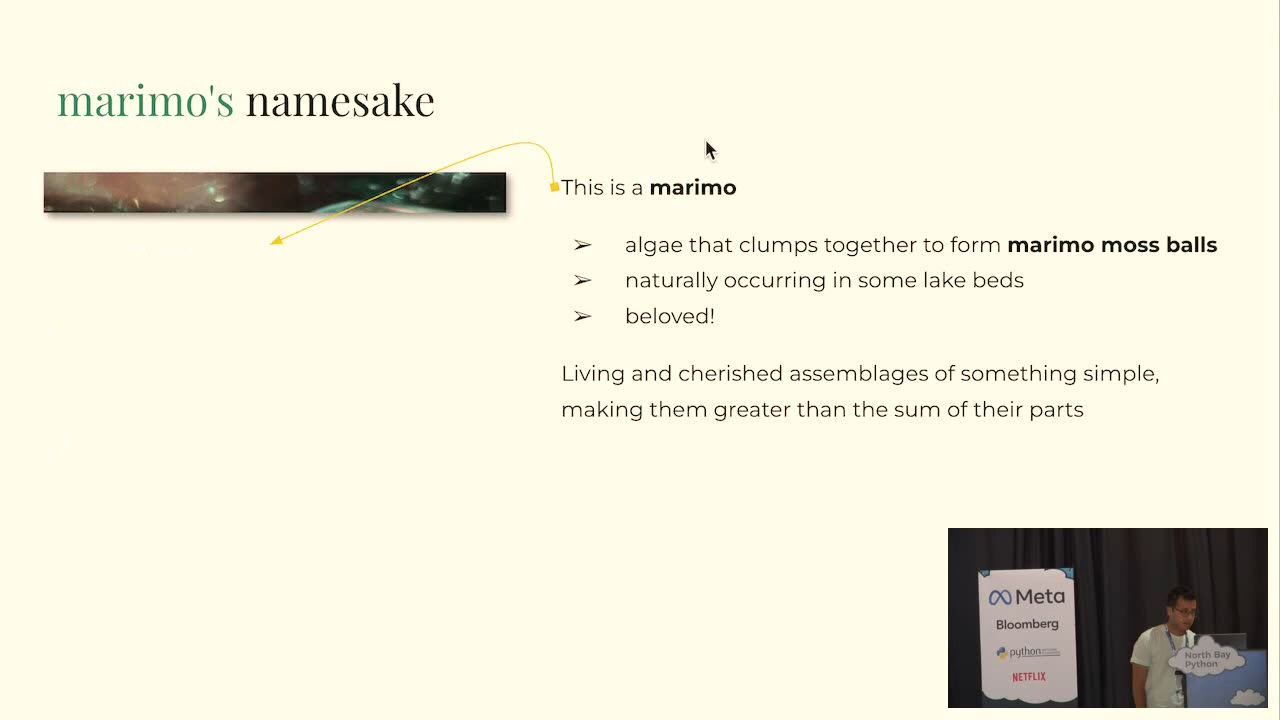 marimo's namesake
This is a marimo
➢ algae that clumps together to form marimo moss balls
➢ naturally occurring in some lake beds
➢ beloved!
Living and cherished assemblages of something simple,
making them greater than the sum of their parts
Meta
Bloomberg
python
NETFLIX
North Bay
Python